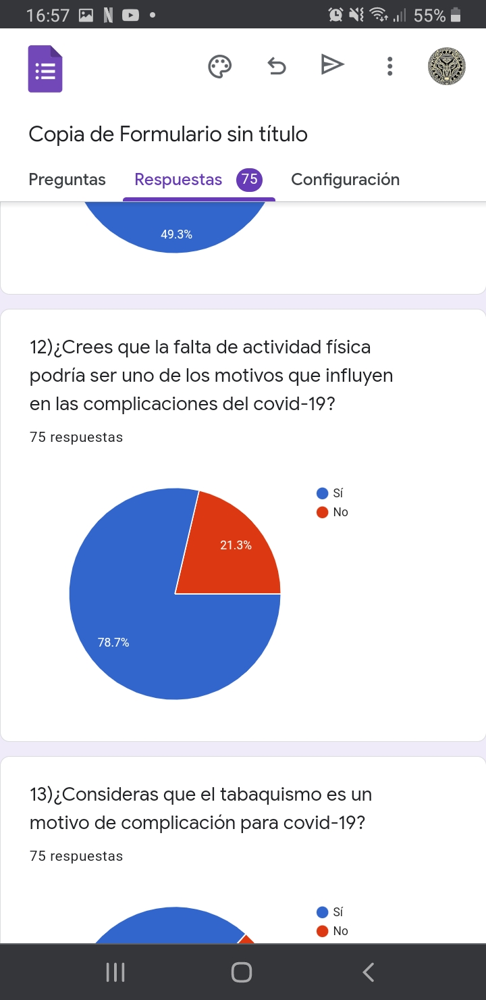 16:57 N 55%
Copia de Formulario sin título
Preguntas Respuestas 75 Configuración
49.3%
12)¿Crees que la falta de actividad física
podría ser uno de los motivos que influyen
en las complicaciones del covid-19?
75 respuestas
Sí
No
21.3%
78.7%
13)¿Consideras que el tabaquismo es un
motivo de complicación para covid-19?
75 respuestas
Sí
No